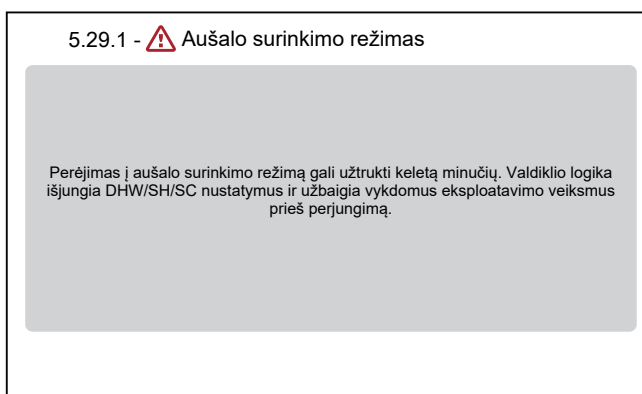 5.29.1 - Aušalo surinkimo režimas
Perėjimas į aušalo surinkimo režimą gali užtrukti keletą minučių. Valdiklio logika
išjungia DHW/SH/SC nustatymus ir užbaigia vykdomus eksploatavimo veiksmus
prieš perjungimą.